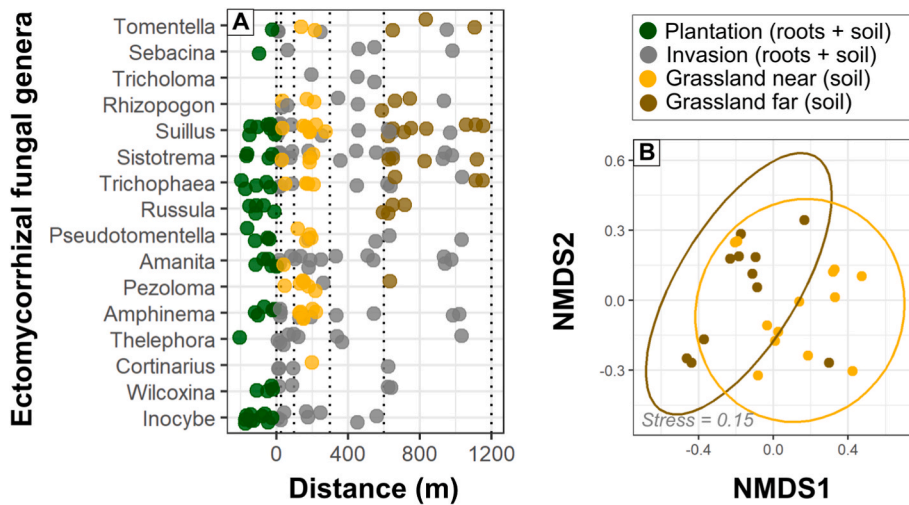 A
Ectomycorrhizal fungal genera
Tomentella
Sebacina
Tricholoma
Rhizopogon
Suillus
Sistotrema
Trichophaea
Russula
Pseudotomentella
Amanita
Pezoloma
Amphinema
Thelephora
Cortinarius
Wilcoxina
Inocybe
0 400 800 1200
Distance (m)
Plantation (roots + soil)
Invasion (roots + soil)
Grassland near (soil)
Grassland far (soil)
B
NMDS2
0.6
0.3
0.0
-0.3
Stress = 0.15
-0.4 0.0 0.4
NMDS1